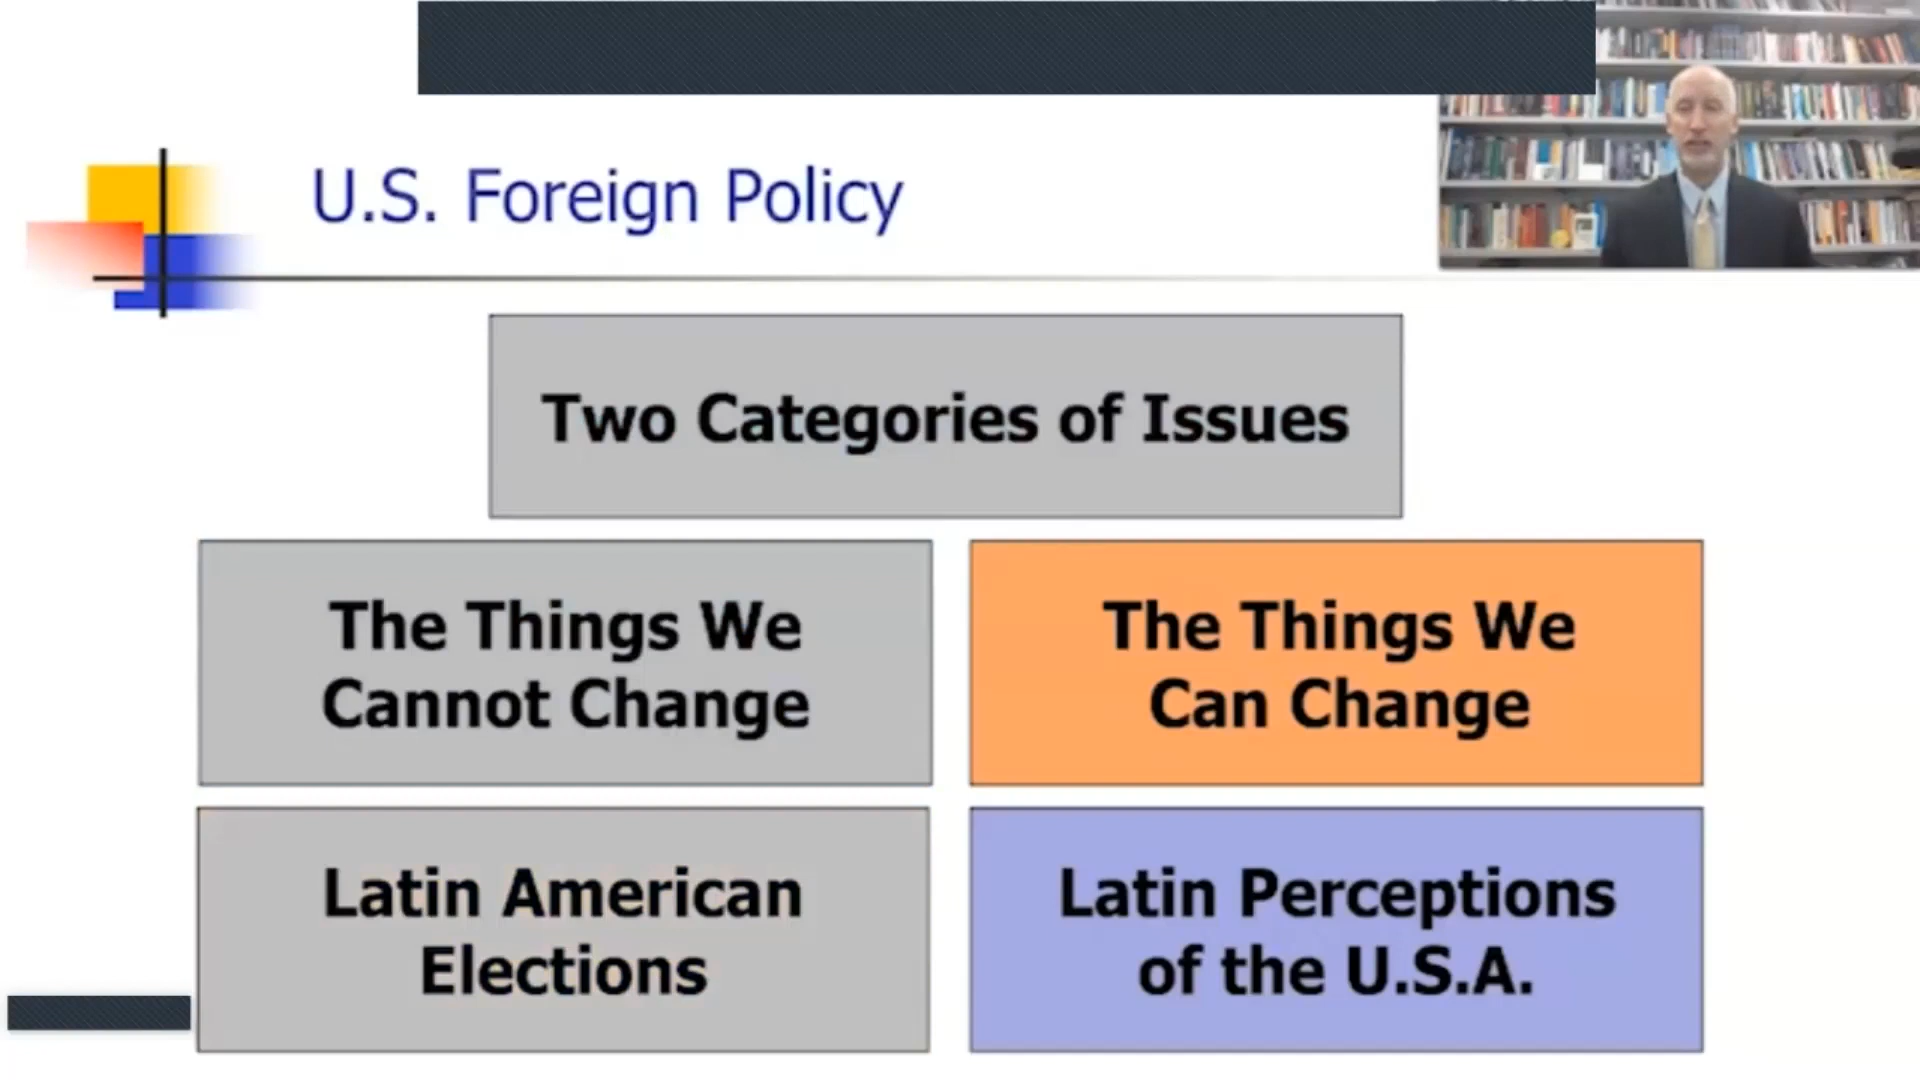 U.S. Foreign Policy
Two Categories of Issues
The Things We
Cannot Change
The Things We
Can Change
Latin American
Elections
Latin Perceptions
of the U.S.A.